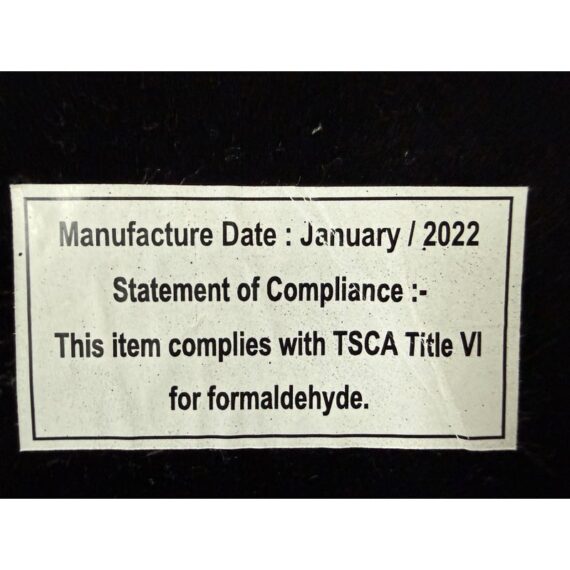 Manufacture Date : January / 2022
Statement of Compliance :-
This item complies with TSCA Title VI
for formaldehyde.